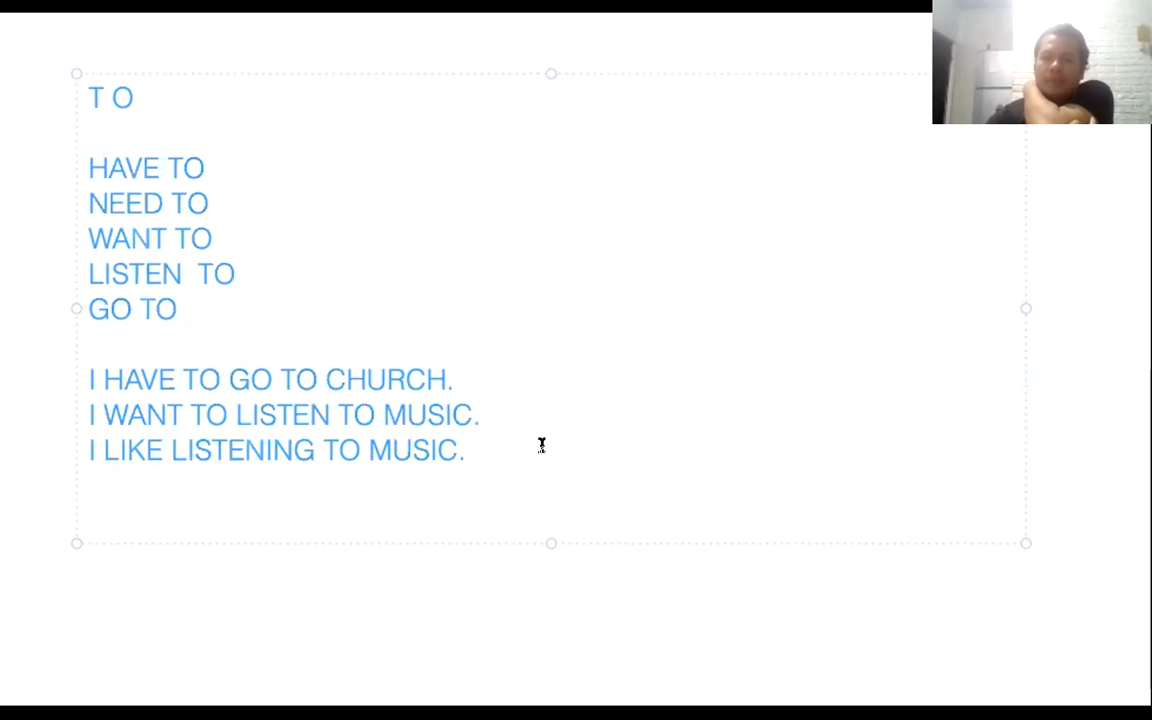 T O
HAVE TO
NEED TO
WANT TO
LISTEN  TO
GO TO
I HAVE TO GO TO CHURCH.
I WANT TO LISTEN TO MUSIC.
I LIKE LISTENING TO MUSIC.